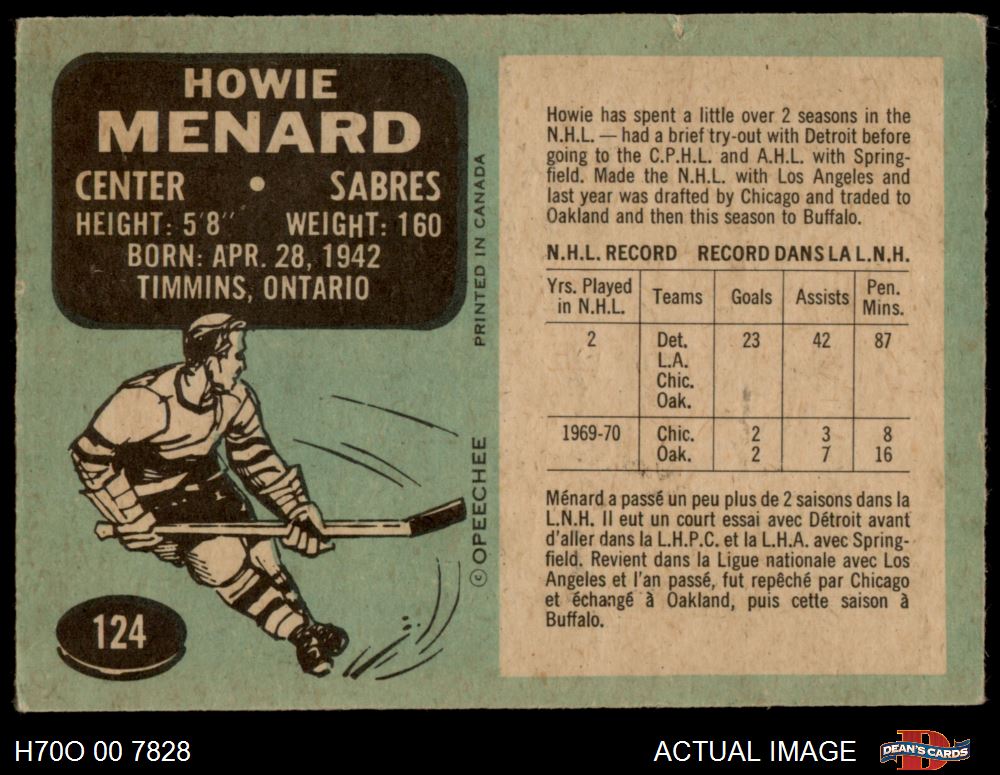 HOWIE
MENARD
CENTER • SABRES
HEIGHT: 5'8" WEIGHT: 160
BORN: APR. 28, 1942
TIMMINS, ONTARIO
124
© OPEECHEE PRINTED IN CANADA
Howie has spent a little over 2 seasons in the
N.H.L. — had a brief try-out with Detroit before
going to the C.P.H.L. and A.H.L. with Spring-
field. Made the N.H.L. with Los Angeles and
last year was drafted by Chicago and traded to
Oakland and then this season to Buffalo.
N.H.L. RECORD RECORD DANS LA L.N.H.
Yrs. Played in N.H.L. Teams Goals Assists Pen. Mins.
2 Det. 23 42 87
L.A.
Chic.
Oak.
1969-70 Chic. 2 3 8
Oak. 2 7 16
Ménard a passé un peu plus de 2 saisons dans la
L.N.H. Il eut un court essai avec Détroit avant
d'aller dans la L.H.P.C. et la L.H.A. avec Spring-
field. Revient dans la Ligue nationale avec Los
Angeles et l'an passé, fut repêché par Chicago
et échangé à Oakland, puis cette saison à
Buffalo.
H70O 00 7828 ACTUAL IMAGE DEAN'S CARDS